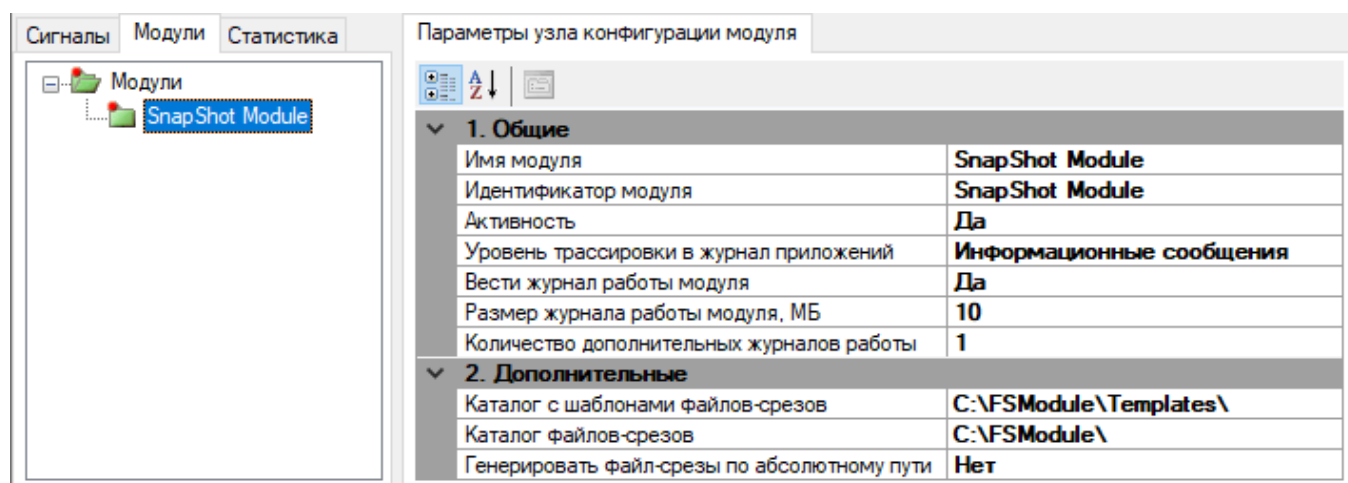 Сигналы Модули Статистика Параметры узла конфигурации модуля
Модули
SnapShot Module
1. Общие
Имя модуля SnapShot Module
Идентификатор модуля SnapShot Module
Активность Да
Уровень трассировки в журнал приложений Информационные сообщения
Вести журнал работы модуля Да
Размер журнала работы модуля, МБ 10
Количество дополнительных журналов работы 1
2. Дополнительные
Каталог с шаблонами файлов-срезов C:\FSModule\Templates\
Каталог файлов-срезов C:\FSModule\
Генерировать файл-срезы по абсолютному пути Нет